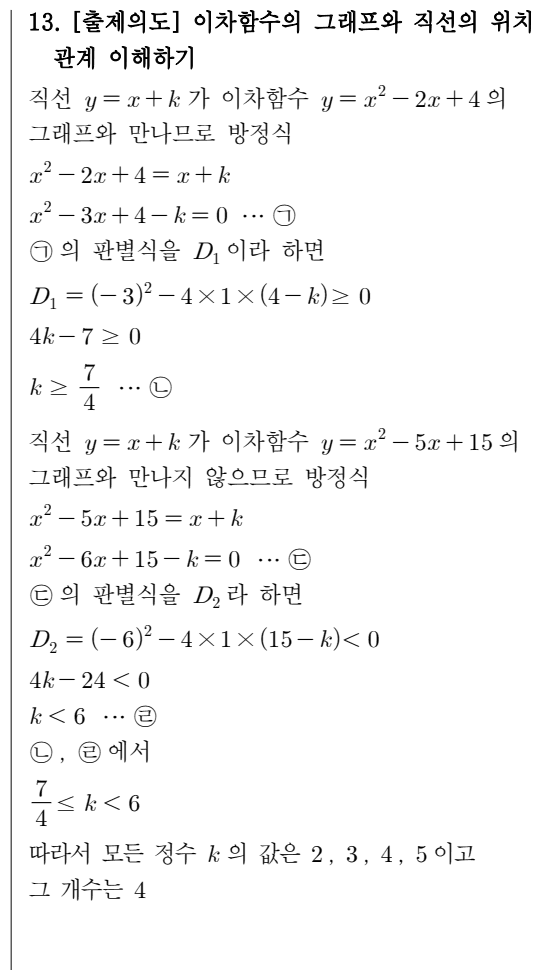 13. [출제의도] 이차함수의 그래프와 직선의 위치
관계 이해하기
직선 y = x + k 가 이차함수 y = x² − 2x + 4 의
그래프와 만나므로 방정식
x² − 2x + 4 = x + k
x² − 3x + 4 − k = 0 ⋯ ㉠
㉠ 의 판별식을 D₁ 이라 하면
D₁ = (− 3)² − 4 × 1 × (4 − k) ≥ 0
4k − 7 ≥ 0
k ≥ 7/4 ⋯ ㉡
직선 y = x + k 가 이차함수 y = x² − 5x + 15 의
그래프와 만나지 않으므로 방정식
x² − 5x + 15 = x + k
x² − 6x + 15 − k = 0 ⋯ ㉢
㉢ 의 판별식을 D₂ 라 하면
D₂ = (− 6)² − 4 × 1 × (15 − k) < 0
4k − 24 < 0
k < 6 ⋯ ㉣
㉡, ㉣ 에서
7/4 ≤ k < 6
따라서 모든 정수 k 의 값은 2, 3, 4, 5 이고
그 개수는 4